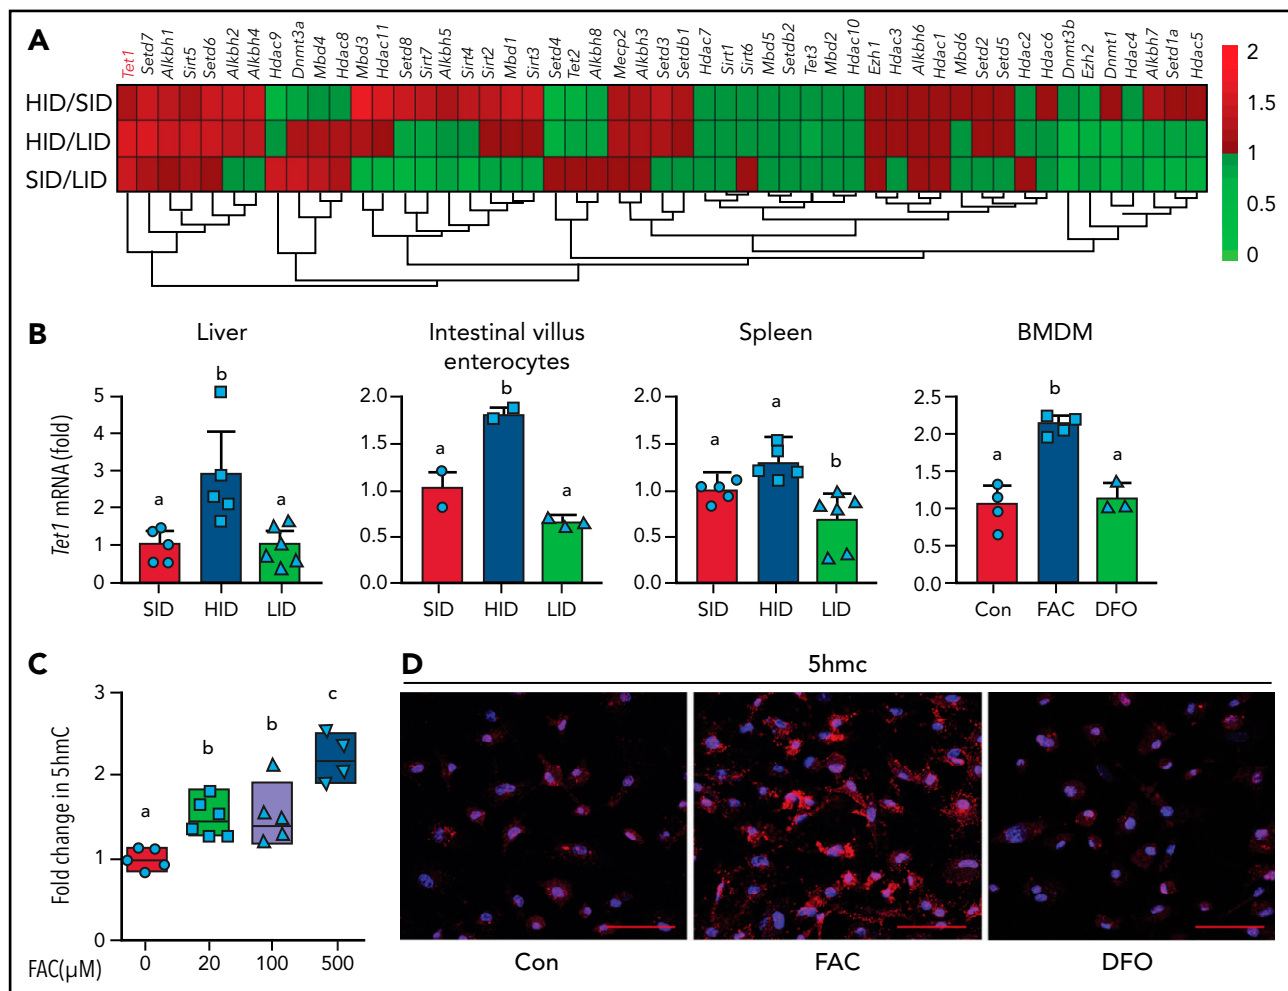 A
Tet1 Setd7 Alkbh1 Sirt5 Setd6 Alkbh2 Alkbh4 Hdac9 Dnmt3a Mbd4 Hdac8 Mbd3 Hdac11 Setd8 Sirt7 Alkbh5 Sirt4 Sirt2 Mbd1 Sirt3 Setd4 Tet2 Alkbh8 Mecp2 Alkbh3 Setd3 Setdb1 Hdac7 Sirt1 Sirt6 Mbd5 Setdb2 Tet3 Mbd2 Hdac10 Ezh1 Hdac3 Alkbh6 Hdac1 Mbd6 Setd2 Setd5 Hdac2 Hdac6 Dnmt3b Ezh2 Dnmt1 Hdac4 Alkbh7 Setd1a Hdac5
HID/SID
HID/LID
SID/LID
2
1.5
1
0.5
0
B
Liver
Tet1 mRNA (fold)
5
4
3
2
1
0
a
b
a
SID HID LID
Intestinal villus
enterocytes
2.0
1.5
1.0
0.5
0.0
a
b
a
SID HID LID
Spleen
2.0
1.5
1.0
0.5
0.0
a
a
b
SID HID LID
BMDM
2.5
2.0
1.5
1.0
0.5
0.0
a
b
a
Con FAC DFO
C
Fold change in 5hmC
3
2
1
0
a
b
b
c
FAC(µM) 0 20 100 500
D
5hmc
Con FAC DFO